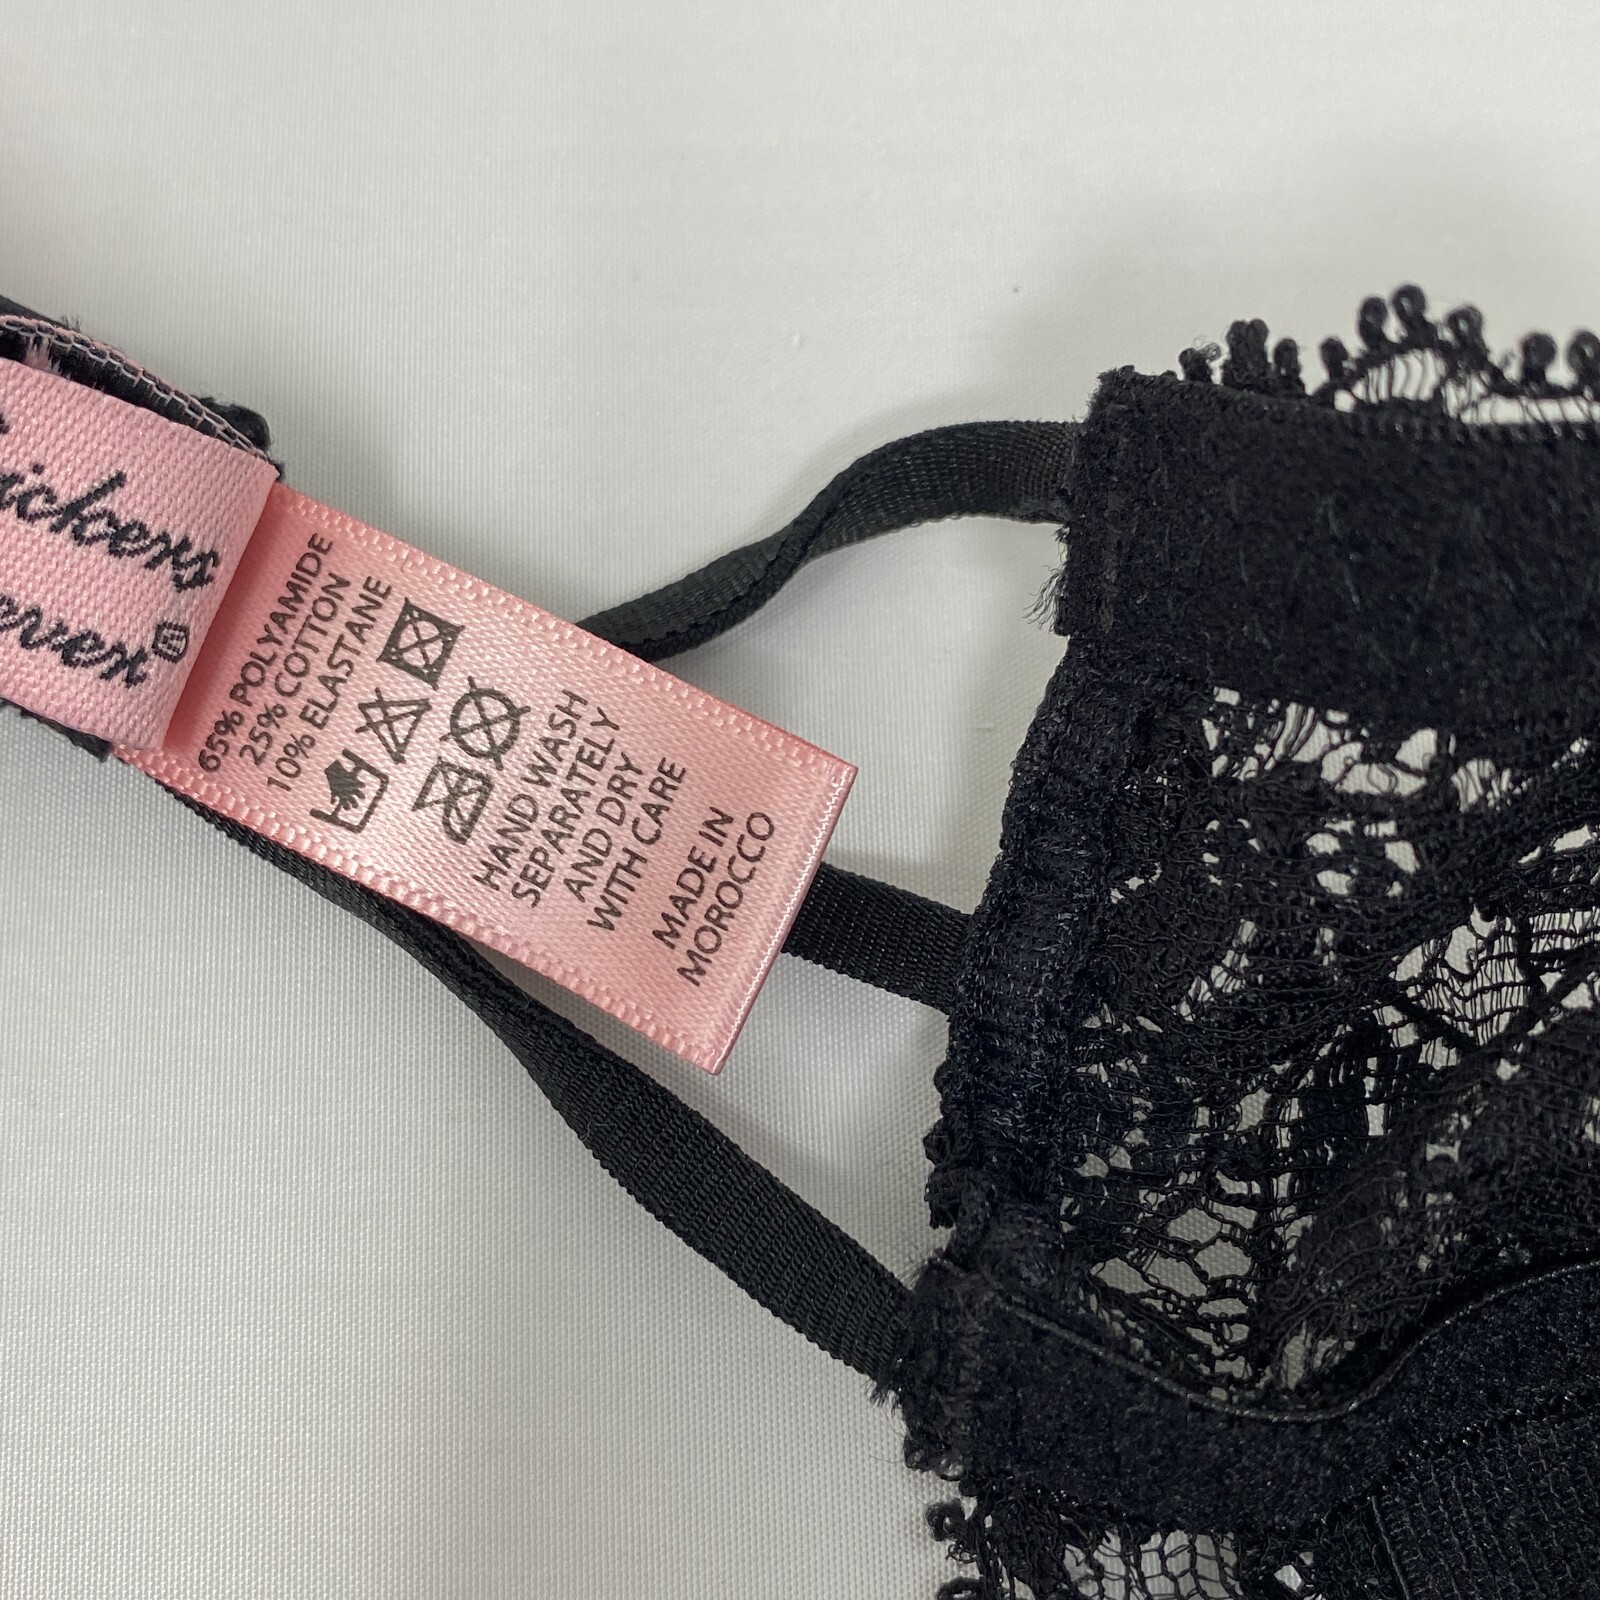 65% POLYAMIDE
25% COTTON
10% ELASTANE
HAND WASH
SEPARATELY
AND DRY
WITH CARE
MADE IN
MOROCCO